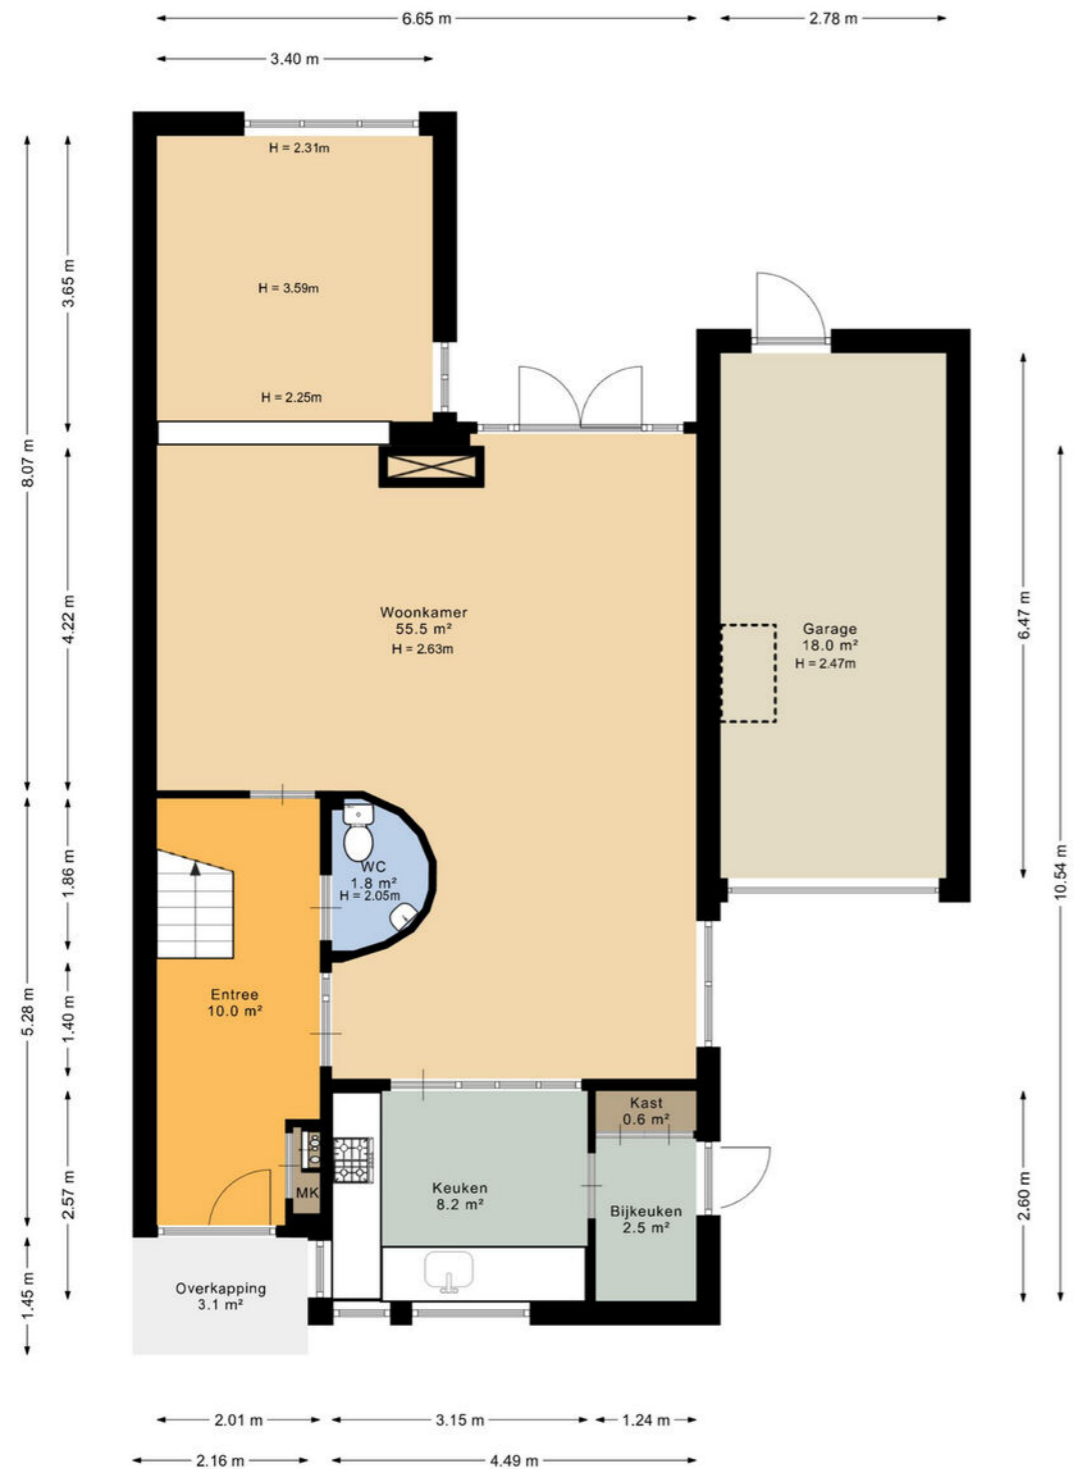 6.65 m
2.78 m
3.40 m
H = 2.31m
H = 3.59m
H = 2.25m
3.65 m
8.07 m
4.22 m
Woonkamer
55.5 m²
H = 2.63m
Garage
18.0 m²
H = 2.47m
6.47 m
10.54 m
WC
1.8 m²
H = 2.05m
1.86 m
Entree
10.0 m²
5.28 m
1.40 m
Kast
0.6 m²
MK
Keuken
8.2 m²
Bijkeuken
2.5 m²
2.57 m
2.60 m
Overkapping
3.1 m²
1.45 m
2.01 m
3.15 m
1.24 m
2.16 m
4.49 m